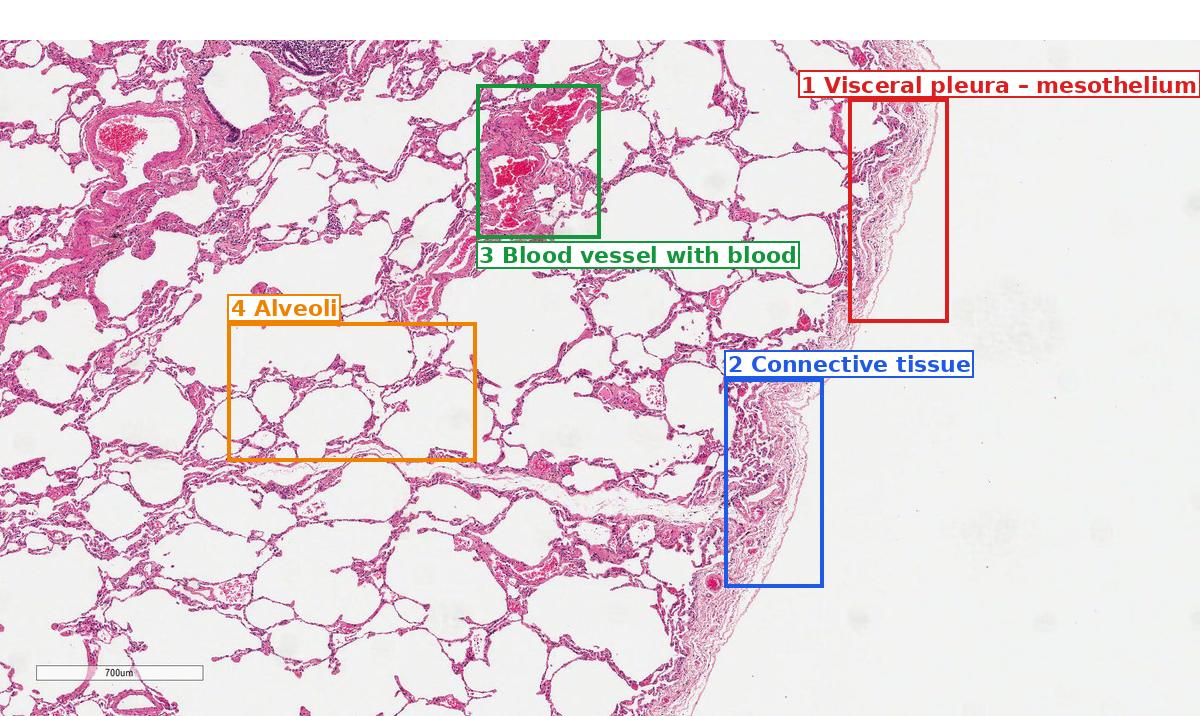 1 Visceral pleura – mesothelium
3 Blood vessel with blood
4 Alveoli
2 Connective tissue
700um